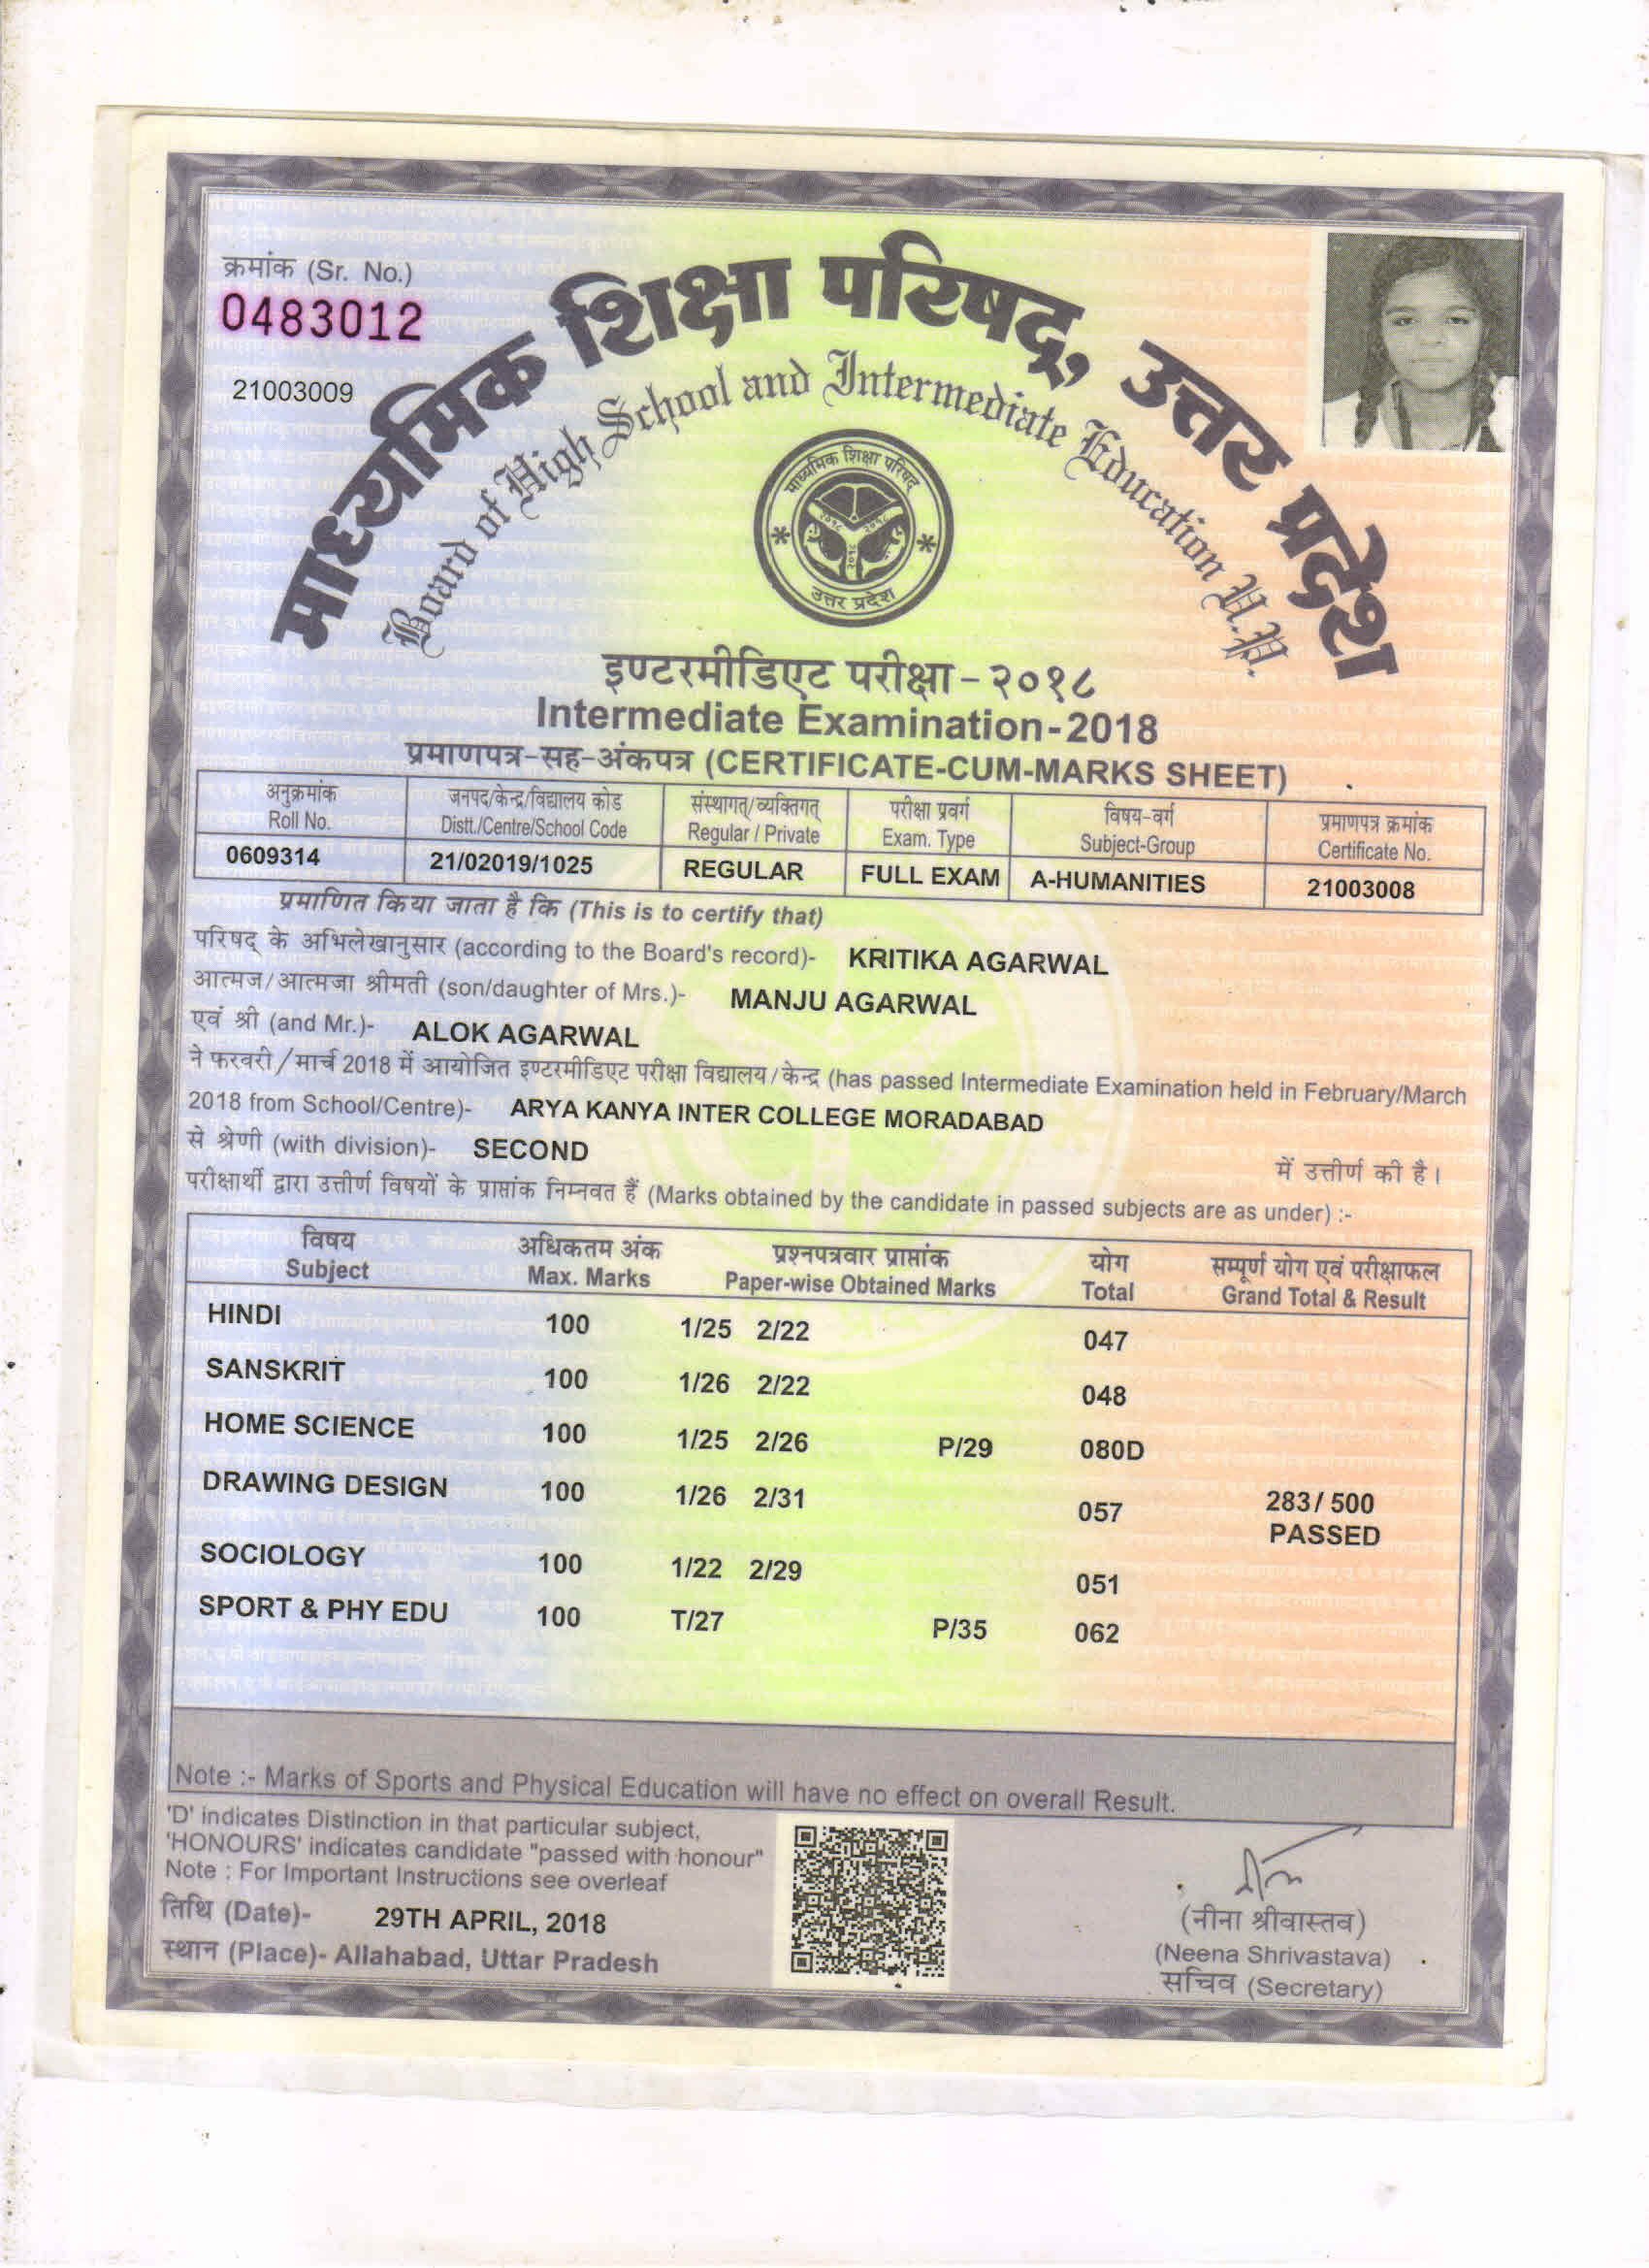 क्रमांक (Sr. No.)
0483012
21003009
माध्यमिक शिक्षा परिषद्, उत्तर प्रदेश
Board of High School and Intermediate Education U.P.
माध्यमिक शिक्षा परिषद्
२०१८ २०१८
२०१८
उत्तर प्रदेश
इण्टरमीडिएट परीक्षा - २०१८
Intermediate Examination - 2018
प्रमाणपत्र-सह-अंकपत्र (CERTIFICATE-CUM-MARKS SHEET)
अनुक्रमांक जनपद/केन्द्र/विद्यालय कोड संस्थागत्/व्यक्तिगत् परीक्षा प्रवर्ग विषय-वर्ग प्रमाणपत्र क्रमांक
Roll No. Distt./Centre/School Code Regular / Private Exam. Type Subject-Group Certificate No.
0609314 21/02019/1025 REGULAR FULL EXAM A-HUMANITIES 21003008
प्रमाणित किया जाता है कि (This is to certify that)
परिषद् के अभिलेखानुसार (according to the Board's record)- KRITIKA AGARWAL
आत्मज/आत्मजा श्रीमती (son/daughter of Mrs.)- MANJU AGARWAL
एवं श्री (and Mr.)- ALOK AGARWAL
ने फरवरी/मार्च 2018 में आयोजित इण्टरमीडिएट परीक्षा विद्यालय/केन्द्र (has passed Intermediate Examination held in February/March
2018 from School/Centre)- ARYA KANYA INTER COLLEGE MORADABAD
से श्रेणी (with division)- SECOND में उत्तीर्ण की है।
परीक्षार्थी द्वारा उत्तीर्ण विषयों के प्राप्तांक निम्नवत हैं (Marks obtained by the candidate in passed subjects are as under) :-
विषय अधिकतम अंक प्रश्नपत्रवार प्राप्तांक योग सम्पूर्ण योग एवं परीक्षाफल
Subject Max. Marks Paper-wise Obtained Marks Total Grand Total & Result
HINDI 100 1/25 2/22 047
SANSKRIT 100 1/26 2/22 048
HOME SCIENCE 100 1/25 2/26 P/29 080D
DRAWING DESIGN 100 1/26 2/31 057 283/ 500
PASSED
SOCIOLOGY 100 1/22 2/29 051
SPORT & PHY EDU 100 T/27 P/35 062
Note :- Marks of Sports and Physical Education will have no effect on overall Result.
'D' indicates Distinction in that particular subject,
'HONOURS' indicates candidate "passed with honour"
Note : For Important Instructions see overleaf
तिथि (Date)- 29TH APRIL, 2018
स्थान (Place)- Allahabad, Uttar Pradesh
(नीना श्रीवास्तव)
(Neena Shrivastava)
सचिव (Secretary)